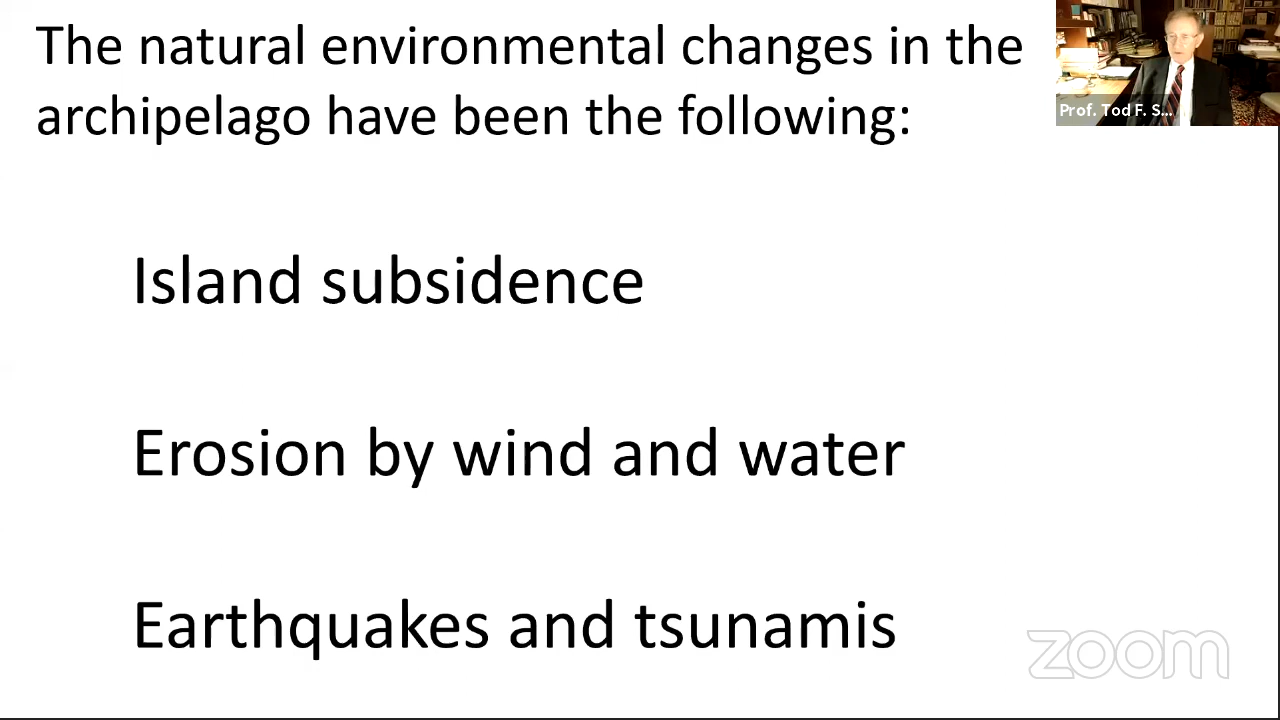 The natural environmental changes in the
archipelago have been the following:
Prof. Tod F. S...
Island subsidence
Erosion by wind and water
Earthquakes and tsunamis
zoom